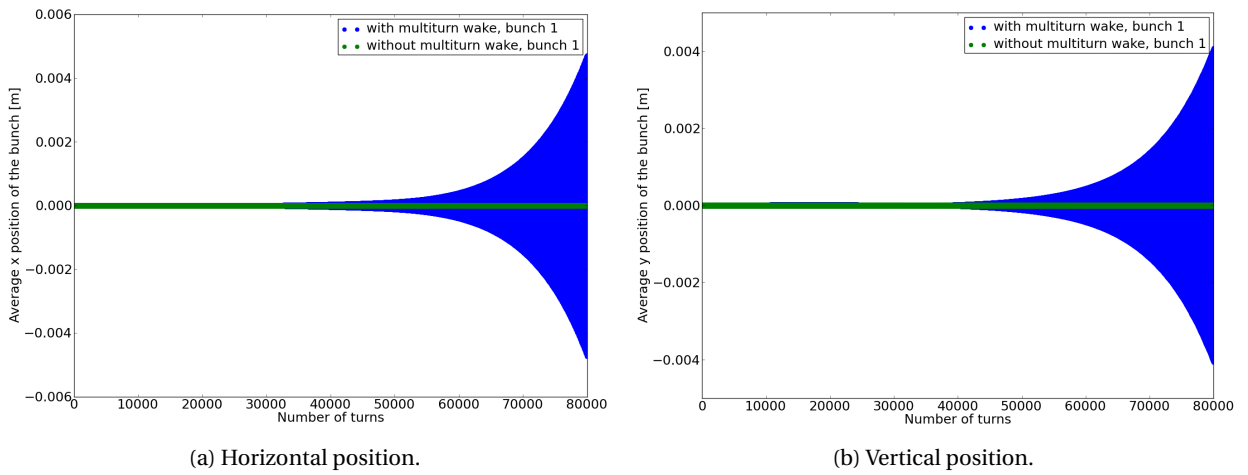 with multiturn wake, bunch 1
without multiturn wake, bunch 1
Average x position of the bunch [m]
0.006
0.004
0.002
0.000
−0.002
−0.004
−0.006
0 10000 20000 30000 40000 50000 60000 70000 80000
Number of turns
(a) Horizontal position.
with multiturn wake, bunch 1
without multiturn wake, bunch 1
Average y position of the bunch [m]
0.004
0.002
0.000
−0.002
−0.004
0 10000 20000 30000 40000 50000 60000 70000 80000
Number of turns
(b) Vertical position.